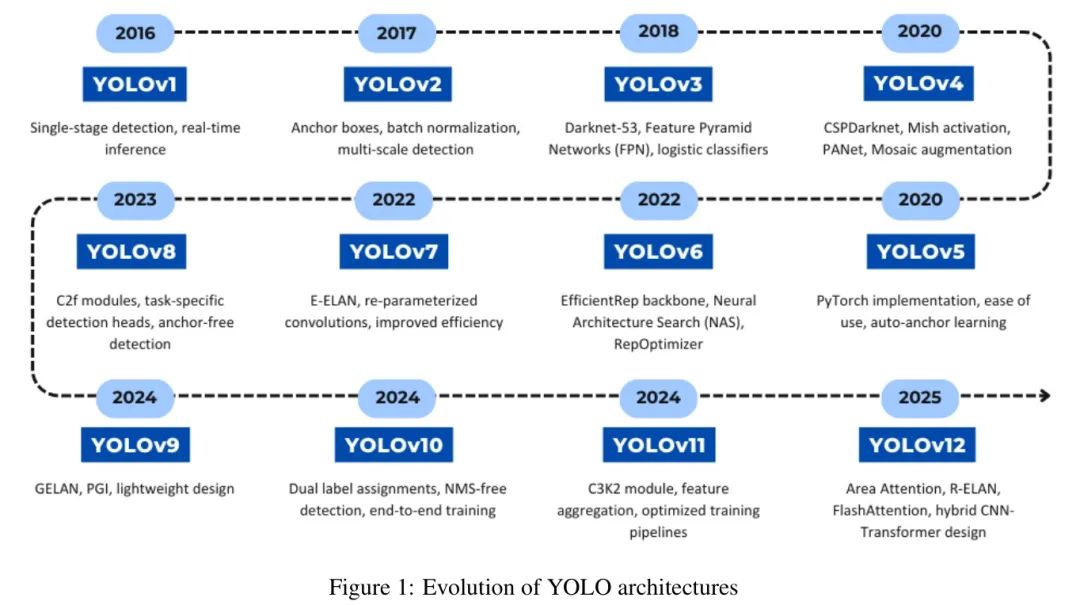 2016
2017
2018
2020
YOLOv1
YOLOv2
YOLOv3
YOLOv4
Single-stage detection, real-time
inference
Anchor boxes, batch normalization,
multi-scale detection
Darknet-53, Feature Pyramid
Networks (FPN), logistic classifiers
CSPDarknet, Mish activation,
PANet, Mosaic augmentation
2023
2022
2022
2020
YOLOv8
YOLOv7
YOLOv6
YOLOv5
C2f modules, task-specific
detection heads, anchor-free
detection
E-ELAN, re-parameterized
convolutions, improved efficiency
EfficientRep backbone, Neural
Architecture Search (NAS),
RepOptimizer
PyTorch implementation, ease of
use, auto-anchor learning
2024
2024
2024
2025
YOLOv9
YOLOv10
YOLOv11
YOLOv12
GELAN, PGI, lightweight design
Dual label assignments, NMS-free
detection, end-to-end training
C3K2 module, feature
aggregation, optimized training
pipelines
Area Attention, R-ELAN,
FlashAttention, hybrid CNN-
Transformer design
Figure 1: Evolution of YOLO architectures